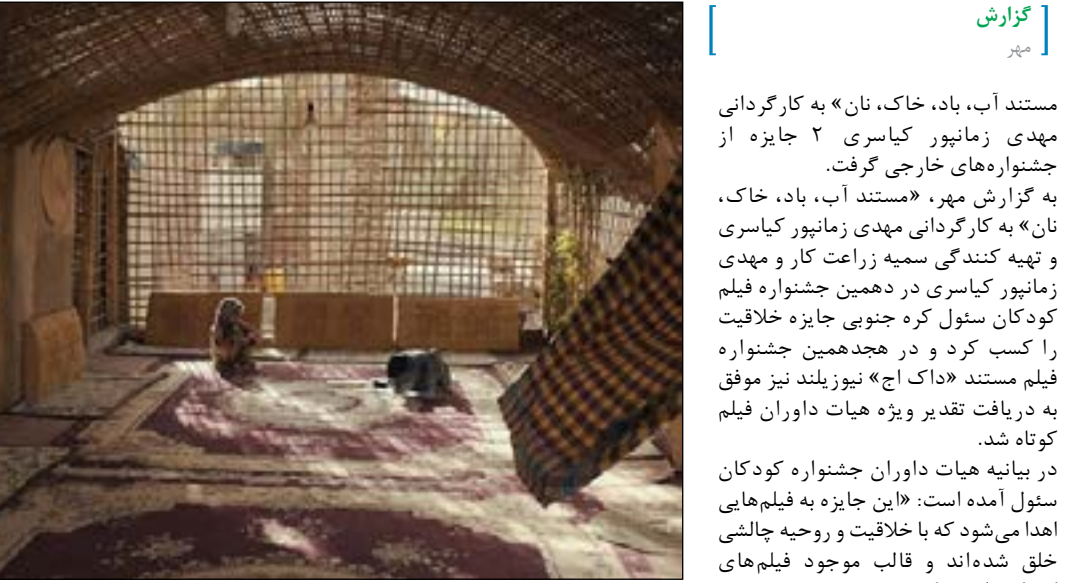 گزارش
مهر
مستند آب، باد، خاک، نان» به کارگردانی
مهدی زمانپور کیاسری ۲ جایزه از
جشنواره‌های خارجی گرفت.
به گزارش مهر، «مستند آب، باد، خاک،
نان» به کارگردانی مهدی زمانپور کیاسری
و تهیه کنندگی سمیه زراعت کار و مهدی
زمانپور کیاسری در دهمین جشنواره فیلم
کودکان سئول کره جنوبی جایزه خلاقیت
را کسب کرد و در هجدهمین جشنواره
فیلم مستند «داک اج» نیوزیلند نیز موفق
به دریافت تقدیر ویژه هیات داوران فیلم
کوتاه شد.
در بیانیه هیات داوران جشنواره کودکان
سئول آمده است: «این جایزه به فیلم‌هایی
اهدا می‌شود که با خلاقیت و روحیه چالشی
خلق شده‌اند و قالب موجود فیلم‌های